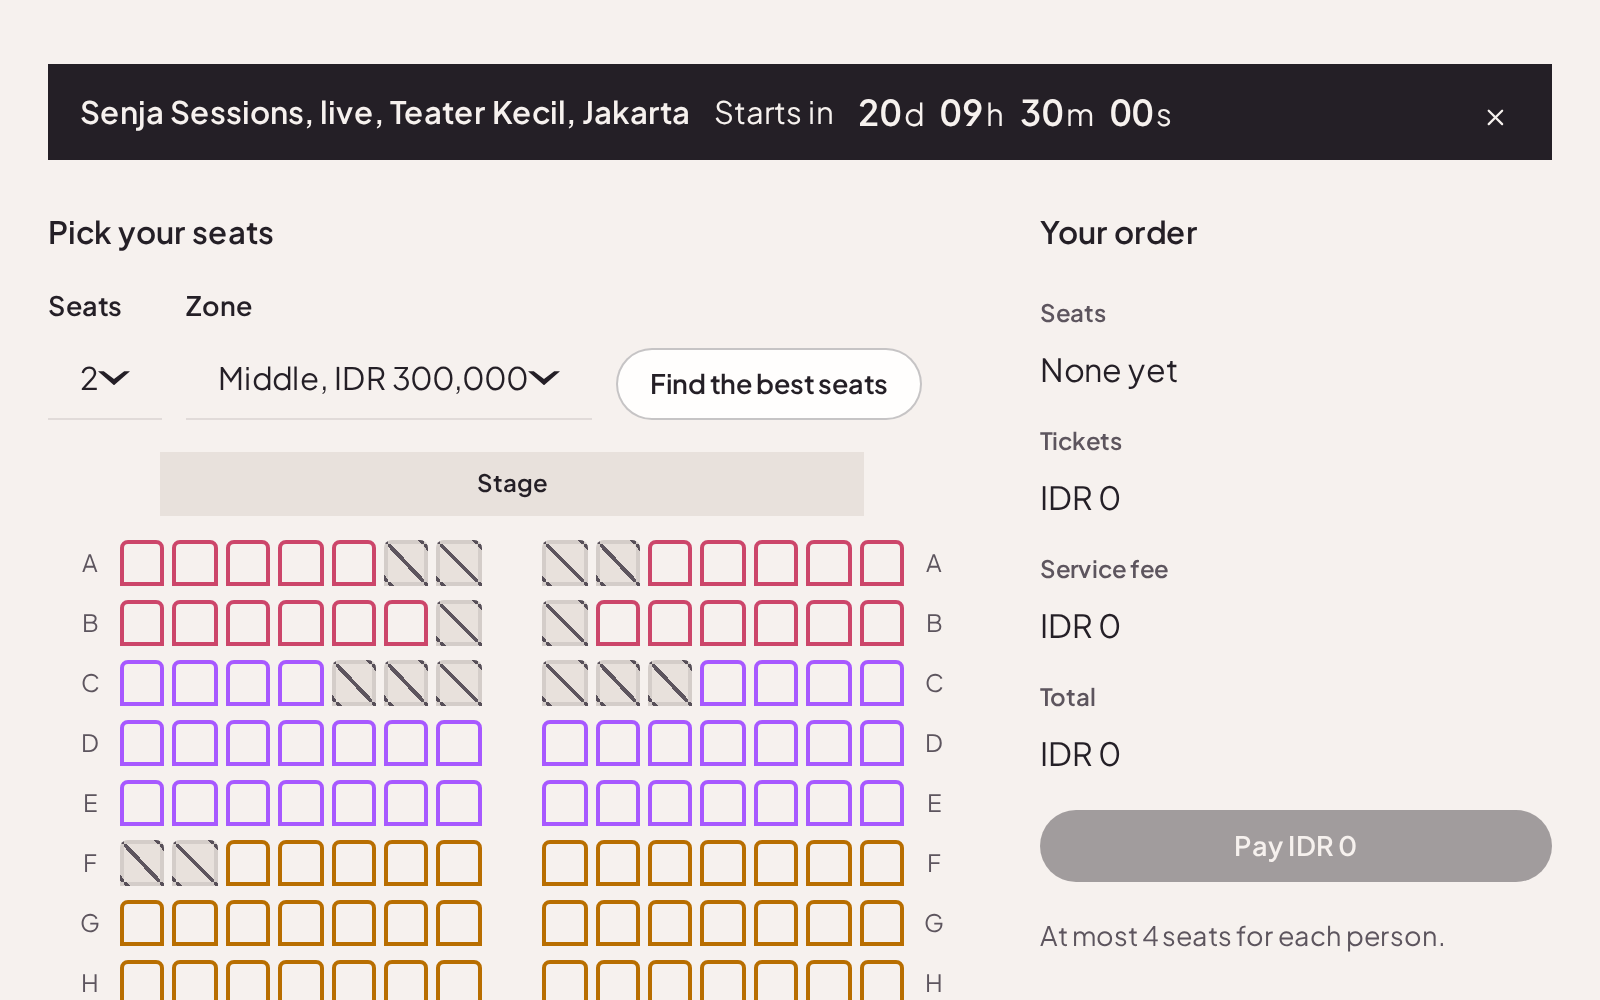 Senja Sessions, live, Teater Kecil, Jakarta Starts in 20d 09h 30m 00s
Pick your seats
Seats Zone
2 Middle, IDR 300,000 Find the best seats
Stage
A A
B B
C C
D D
E E
F F
G G
H H
Your order
Seats
None yet
Tickets
IDR 0
Service fee
IDR 0
Total
IDR 0
Pay IDR 0
At most 4 seats for each person.